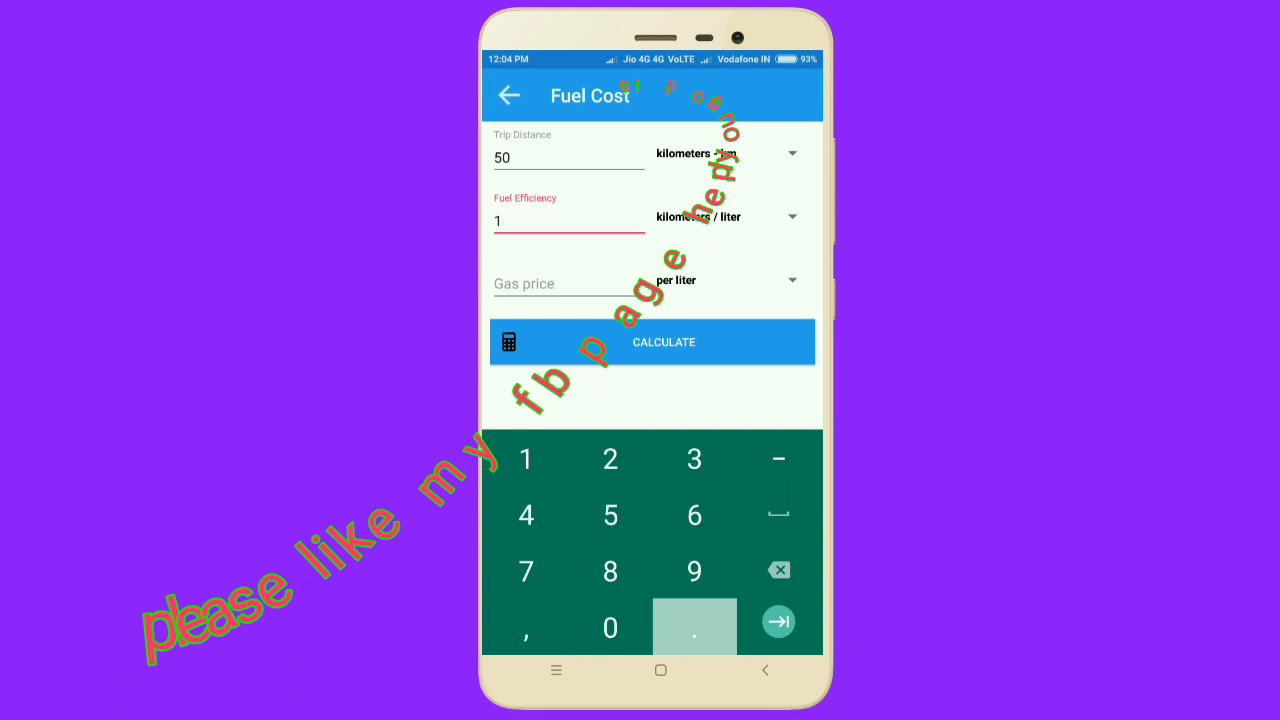 12:04 PM Jio 4G 4G VoLTE Vodafone IN 93%
Fuel Cost
Trip Distance
50 kilometers - km
Fuel Efficiency
1 kilometers / liter
Gas price per liter
CALCULATE
please like my fb page
1 2 3 -
4 5 6
7 8 9
, 0 .